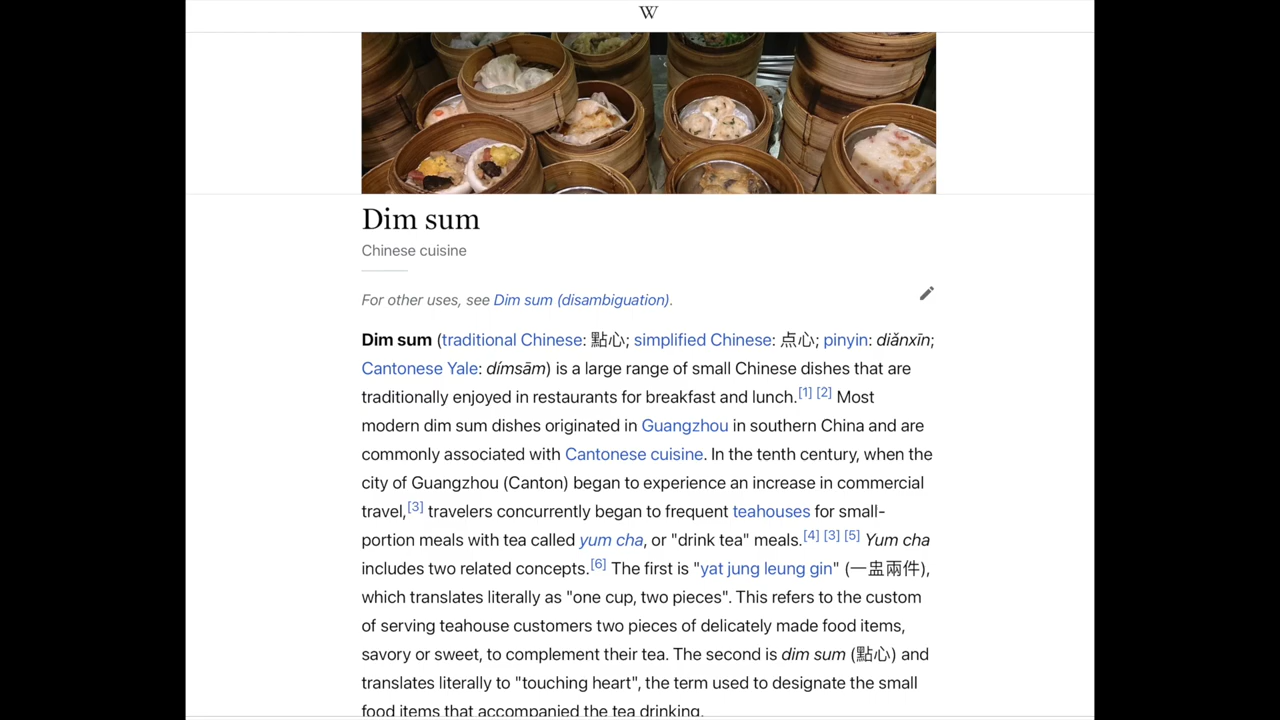 W
Dim sum
Chinese cuisine
For other uses, see Dim sum (disambiguation).
Dim sum (traditional Chinese: 點心; simplified Chinese: 点心; pinyin: diǎnxīn;
Cantonese Yale: dímsām) is a large range of small Chinese dishes that are
traditionally enjoyed in restaurants for breakfast and lunch.[1] [2] Most
modern dim sum dishes originated in Guangzhou in southern China and are
commonly associated with Cantonese cuisine. In the tenth century, when the
city of Guangzhou (Canton) began to experience an increase in commercial
travel,[3] travelers concurrently began to frequent teahouses for small-
portion meals with tea called yum cha, or "drink tea" meals.[4] [3] [5] Yum cha
includes two related concepts.[6] The first is "yat jung leung gin" (一盅兩件),
which translates literally as "one cup, two pieces". This refers to the custom
of serving teahouse customers two pieces of delicately made food items,
savory or sweet, to complement their tea. The second is dim sum (點心) and
translates literally to "touching heart", the term used to designate the small
food items that accompanied the tea drinking.